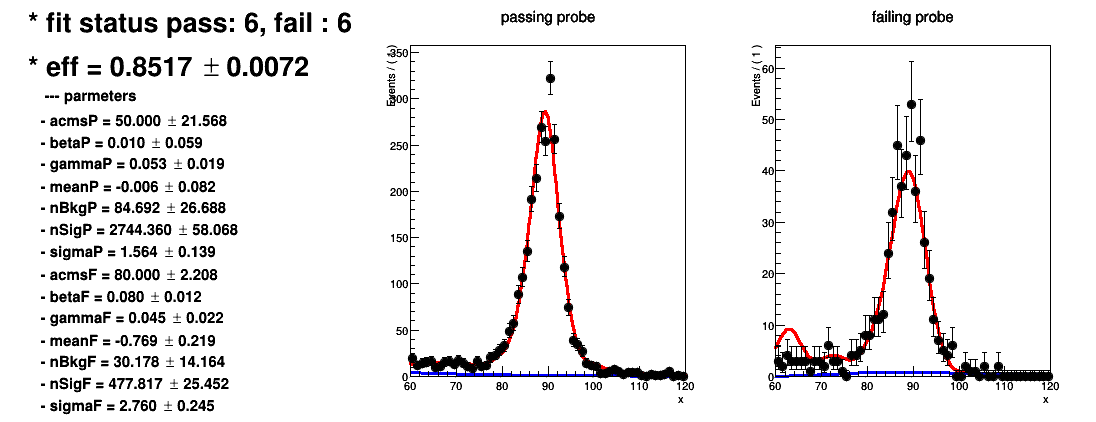 * fit status pass: 6, fail : 6
* eff = 0.8517 ± 0.0072
--- parmeters
- acmsP = 50.000 ± 21.568
- betaP = 0.010 ± 0.059
- gammaP = 0.053 ± 0.019
- meanP = -0.006 ± 0.082
- nBkgP = 84.692 ± 26.688
- nSigP = 2744.360 ± 58.068
- sigmaP = 1.564 ± 0.139
- acmsF = 80.000 ± 2.208
- betaF = 0.080 ± 0.012
- gammaF = 0.045 ± 0.022
- meanF = -0.769 ± 0.219
- nBkgF = 30.178 ± 14.164
- nSigF = 477.817 ± 25.452
- sigmaF = 2.760 ± 0.245
passing probe
Events / ( 1 )
350
300
250
200
150
100
50
0
60 70 80 90 100 110 120
x
failing probe
Events / ( 1 )
60
50
40
30
20
10
0
60 70 80 90 100 110 120
x